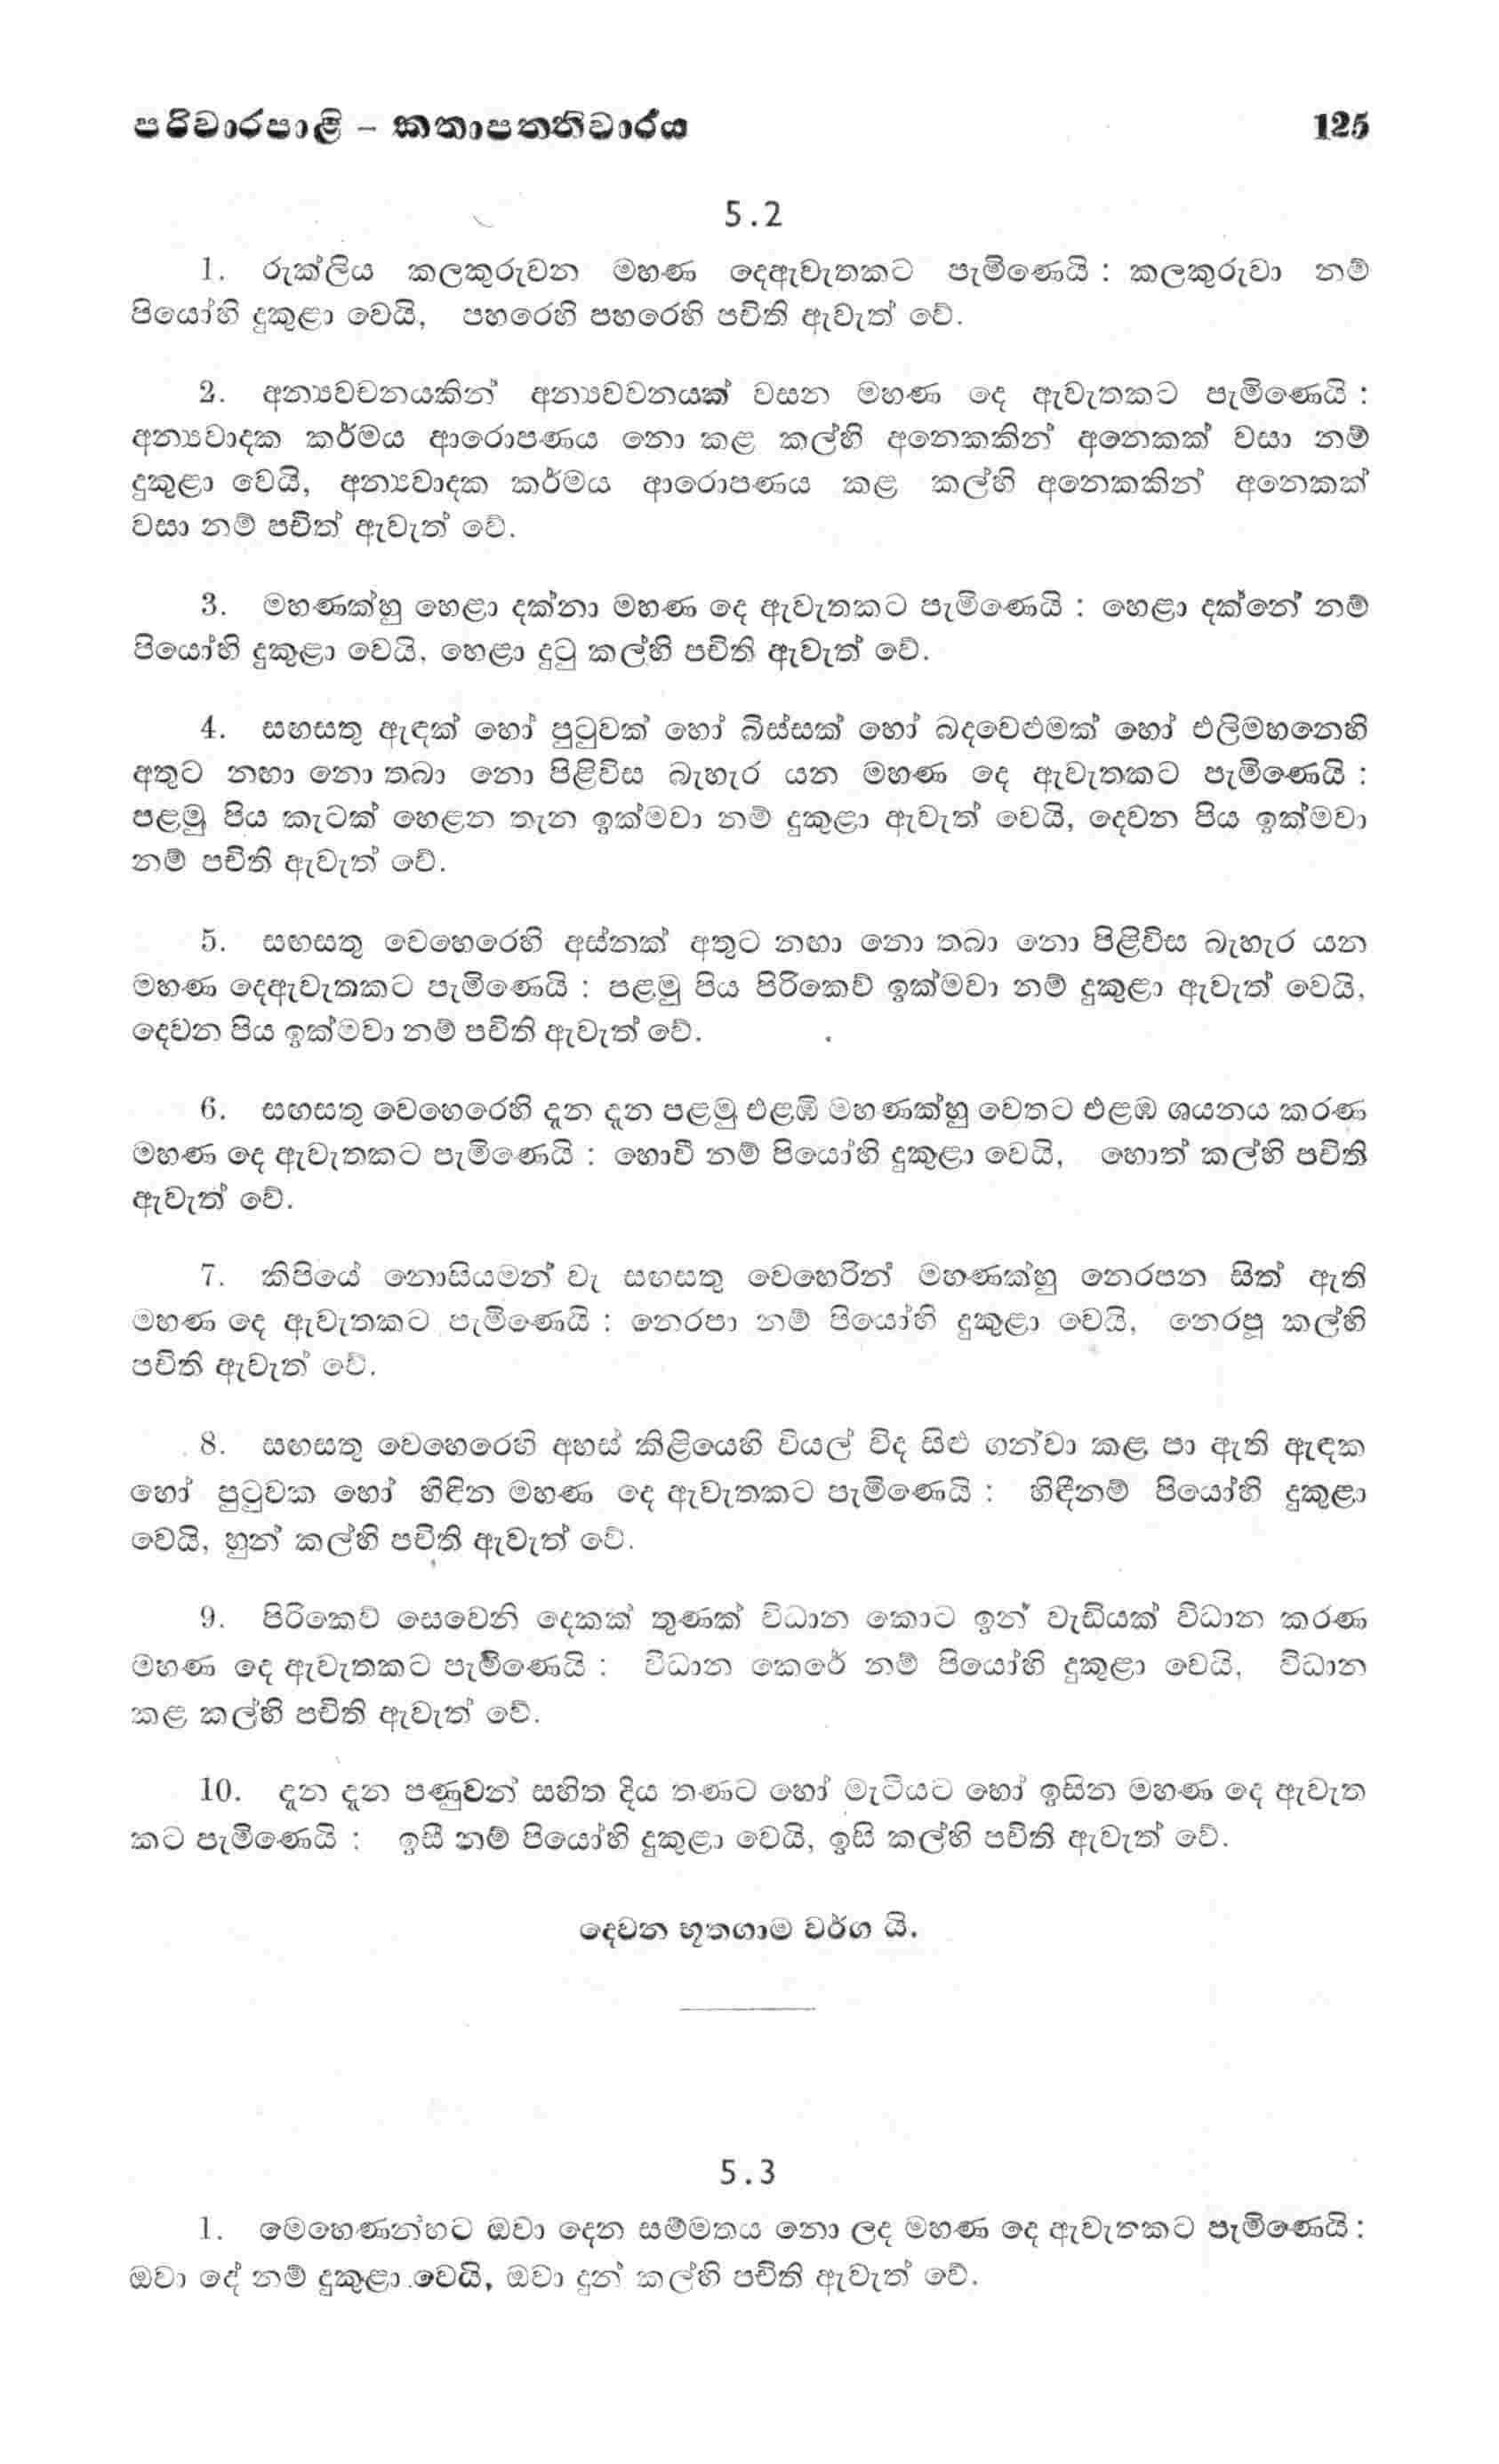 පරිවාරපාළි – කතාපතතිවාරය 125
5.2
1. රුක්ලිය කලකුරුවන මහණ දෙඇවැතකට පැමිණෙයි : කලකුරුවා නම්
පියෝහි දුකුළා වෙයි, පහරෙහි පහරෙහි පචිති ඇවැත් වේ.
2. අන්‍යවචනයකින් අන්‍යවචනයක් වසන මහණ දෙ ඇවැතකට පැමිණෙයි :
අන්‍යවාදක කර්මය ආරොපණය නො කළ කල්හි අනෙකකින් අනෙකක් වසා නම්
දුකුළා වෙයි, අන්‍යවාදක කර්මය ආරොපණය කළ කල්හි අනෙකකින් අනෙකක්
වසා නම් පචිත් ඇවැත් වේ.
3. මහණක්හු හෙළා දක්නා මහණ දෙ ඇවැතකට පැමිණෙයි : හෙළා දක්නේ නම්
පියෝහි දුකුළා වෙයි, හෙළා දුටු කල්හි පචිති ඇවැත් වේ.
4. සඟසතු ඇඳක් හෝ පුටුවක් හෝ බිස්සක් හෝ බදවෙළුමක් හෝ එලිමහනෙහි
අතුට නඟා නො තබා නො පිළිවිස බැහැර යන මහණ දෙ ඇවැතකට පැමිණෙයි :
පළමු පිය කැටක් හෙළන තැන ඉක්මවා නම් දුකුළා ඇවැත් වෙයි, දෙවන පිය ඉක්මවා
නම් පචිති ඇවැත් වේ.
5. සඟසතු වෙහෙරෙහි අස්නක් අතුට නඟා නො තබා නො පිළිවිස බැහැර යන
මහණ දෙඇවැතකට පැමිණෙයි : පළමු පිය පිරිකෙව් ඉක්මවා නම් දුකුළා ඇවැත් වෙයි,
දෙවන පිය ඉක්මවා නම් පචිති ඇවැත් වේ.
6. සඟසතු වෙහෙරෙහි දැන දැන පළමු එළඹි මහණක්හු වෙතට එළඹ ශයනය කරණ
මහණ දෙ ඇවැතකට පැමිණෙයි : හොවී නම් පියෝහි දුකුළා වෙයි, හොත් කල්හි පචිති
ඇවැත් වේ.
7. කිපියේ නොසියමන් වැ සඟසතු වෙහෙරින් මහණක්හු නෙරපන සිත් ඇති
මහණ දෙ ඇවැතකට පැමිණෙයි : නෙරපා නම් පියෝහි දුකුළා වෙයි, නෙරපූ කල්හි
පචිති ඇවැත් වේ.
8. සඟසතු වෙහෙරෙහි අහස් කිළියෙහි වියල් විද සිළු ගන්වා කළ පා ඇති ඇඳක
හෝ පුටුවක හෝ හිඳින මහණ දෙ ඇවැතකට පැමිණෙයි : හිඳීනම් පියෝහි දුකුළා
වෙයි, හුන් කල්හි පචිති ඇවැත් වේ.
9. පිරිකෙව් සෙවෙනි දෙකක් තුණක් විධාන කොට ඉන් වැඩියක් විධාන කරණ
මහණ දෙ ඇවැතකට පැමිණෙයි : විධාන කෙරේ නම් පියෝහි දුකුළා වෙයි, විධාන
කළ කල්හි පචිති ඇවැත් වේ.
10. දැන දැන පණුවන් සහිත දිය තණට හෝ මැටියට හෝ ඉසින මහණ දෙ ඇවැත
කට පැමිණෙයි : ඉසී නම් පියෝහි දුකුළා වෙයි, ඉසි කල්හි පචිති ඇවැත් වේ.
දෙවන භූතගාම වර්ග යි.
5.3
1. මෙහෙණන්හට ඔවා දෙන සම්මතය නො ලද මහණ දෙ ඇවැතකට පැමිණෙයි :
ඔවා දේ නම් දුකුළා වෙයි, ඔවා දුන් කල්හි පචිති ඇවැත් වේ.